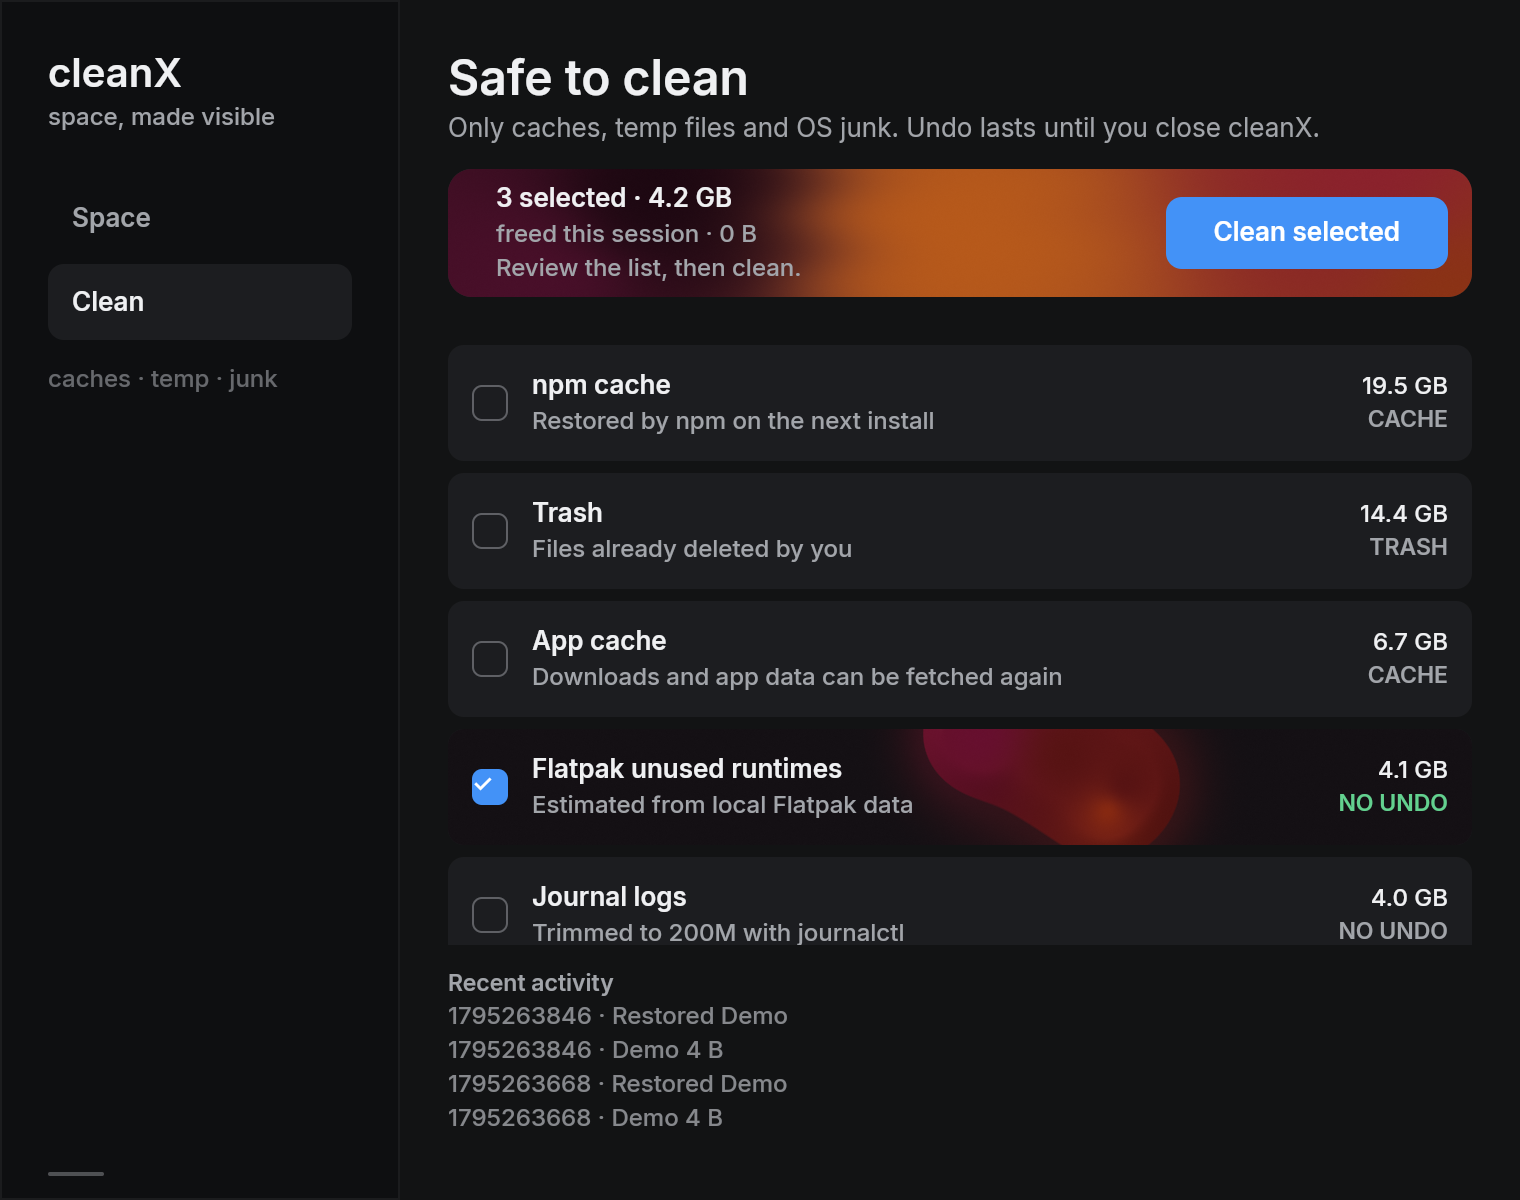 cleanX
space, made visible
Space
Clean
caches · temp · junk
Safe to clean
Only caches, temp files and OS junk. Undo lasts until you close cleanX.
3 selected · 4.2 GB
freed this session · 0 B
Review the list, then clean.
Clean selected
npm cache
Restored by npm on the next install
19.5 GB
CACHE
Trash
Files already deleted by you
14.4 GB
TRASH
App cache
Downloads and app data can be fetched again
6.7 GB
CACHE
Flatpak unused runtimes
Estimated from local Flatpak data
4.1 GB
NO UNDO
Journal logs
Trimmed to 200M with journalctl
4.0 GB
NO UNDO
Recent activity
1795263846 · Restored Demo
1795263846 · Demo 4 B
1795263668 · Restored Demo
1795263668 · Demo 4 B